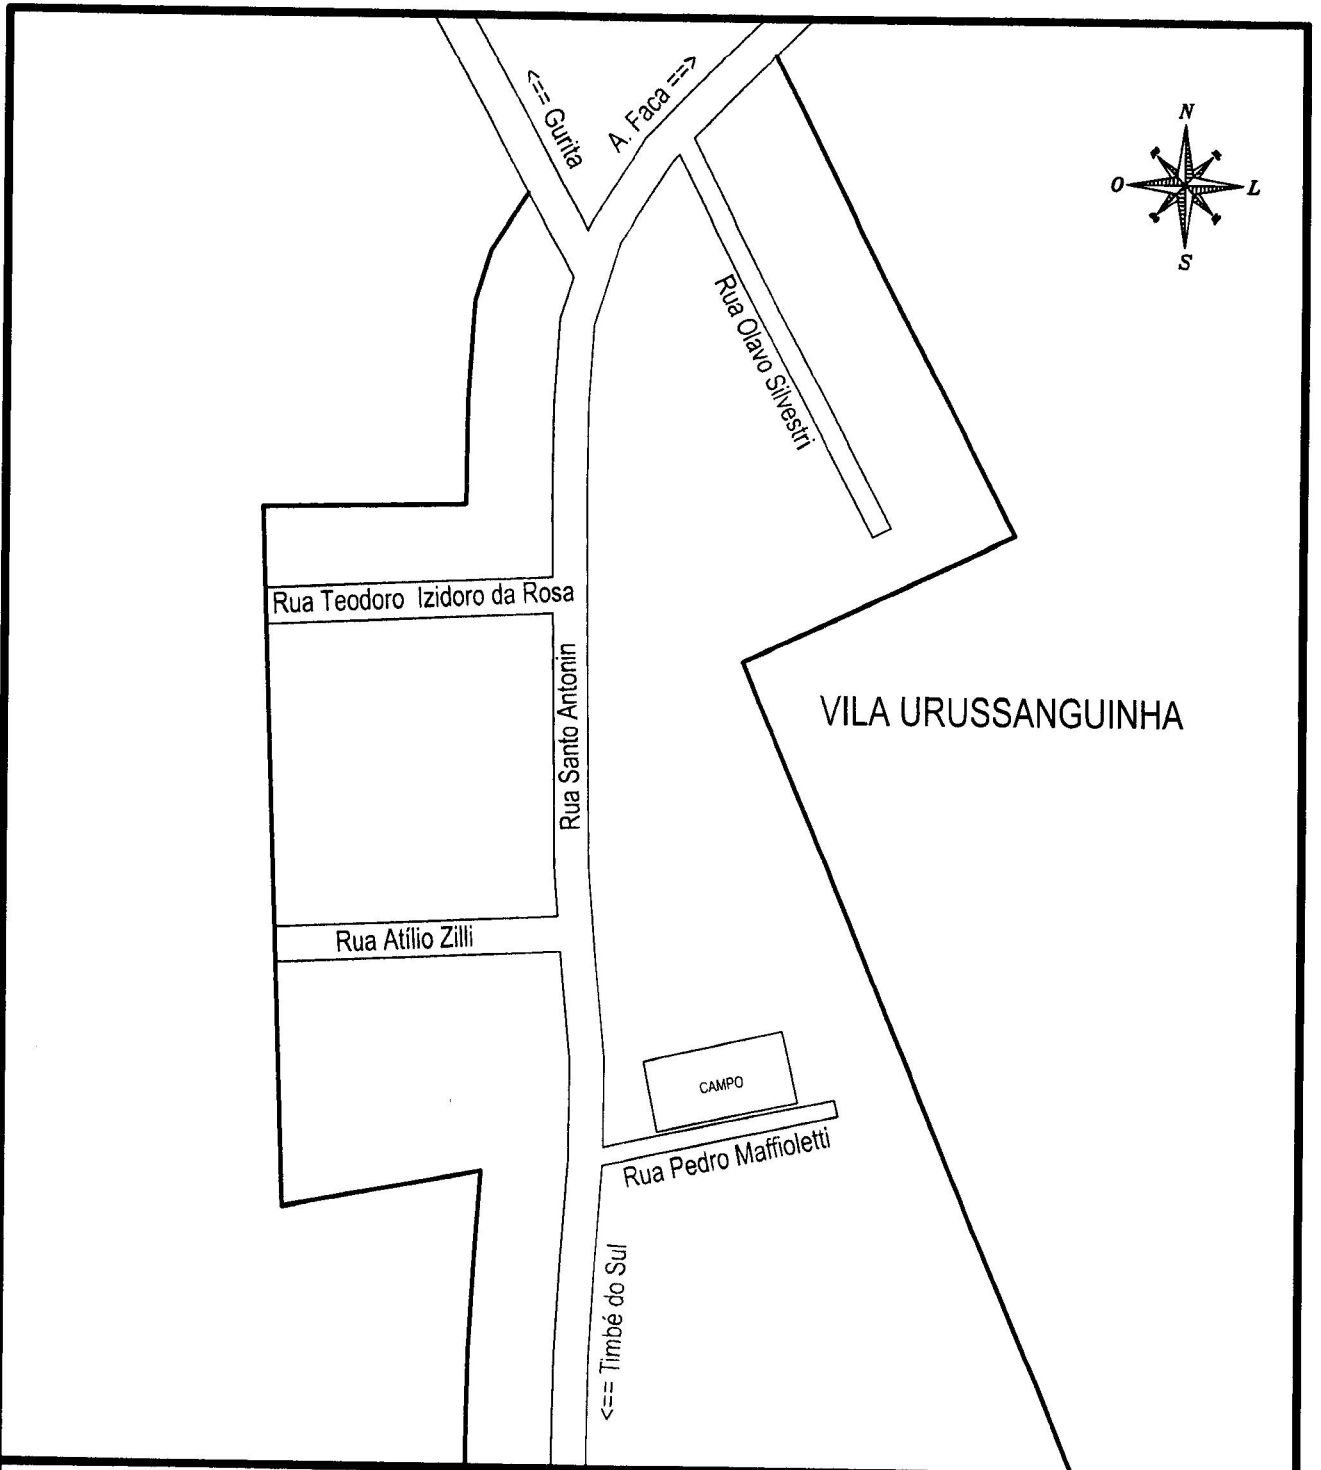 <== Gurita
A. Faca ==>
N
O
L
S
Rua Olavo Silvestri
Rua Teodoro Izidoro da Rosa
Rua Santo Antonin
VILA URUSSANGUINHA
Rua Atílio Zilli
CAMPO
Rua Pedro Maffioletti
<== Timbé do Sul